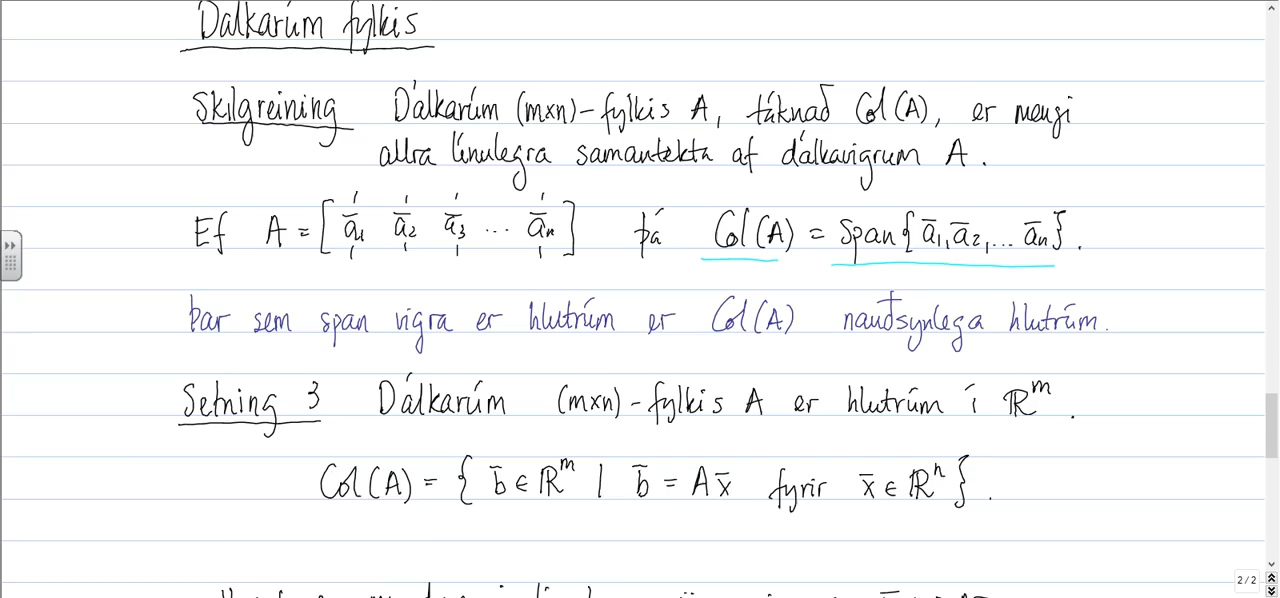 Dálkarúm fylkis
Skilgreining Dálkarúm (m×n)-fylkis A, táknað Col(A), er mengi
allra línulegra samantekta af dálkavigrum A.
Ef A = [ā1 ā2 ā3 ... ān] þá Col(A) = Span{ā1, ā2, ... ān}.
Þar sem span vigra er hlutrúm er Col(A) nauðsynlega hlutrúm.
Setning 3 Dálkarúm (m×n)-fylkis A er hlutrúm í ℝᵐ.
Col(A) = { b̄ ∈ ℝᵐ | b̄ = Ax̄ fyrir x̄ ∈ ℝⁿ }.
2/2